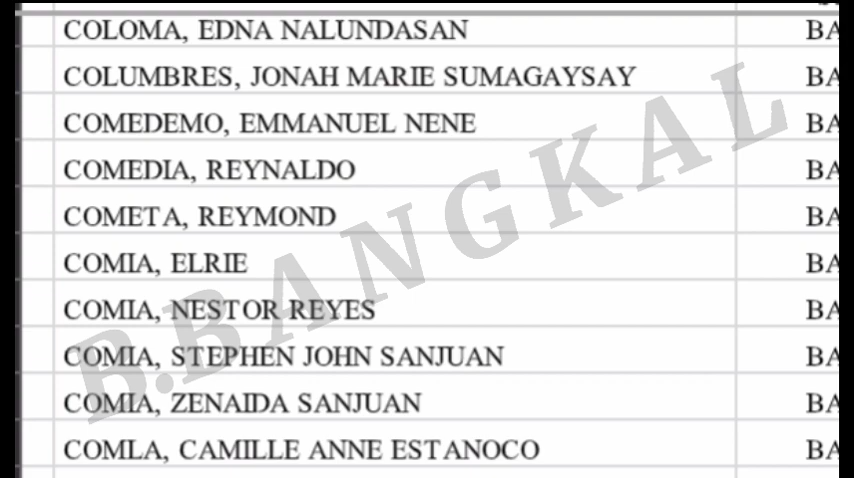 COLOMA, EDNA NALUNDASAN BA
COLUMBRES, JONAH MARIE SUMAGAYSAY BA
COMEDEMO, EMMANUEL NENE BA
COMEDIA, REYNALDO BA
COMETA, REYMOND BA
COMIA, ELRIE BA
COMIA, NESTOR REYES BA
COMIA, STEPHEN JOHN SANJUAN BA
COMIA, ZENAIDA SANJUAN BA
COMLA, CAMILLE ANNE ESTANOCO BA
B.BANGKAL